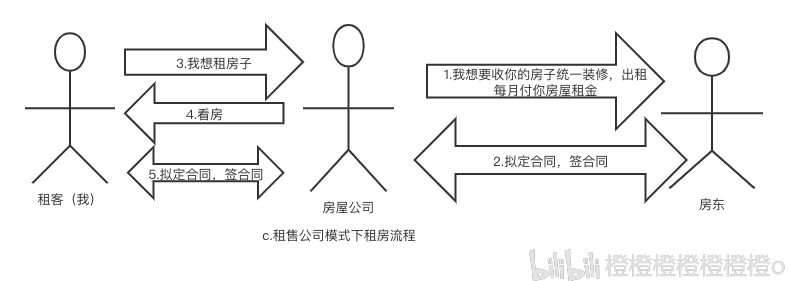 3.我想租房子
1.我想要收你的房子统一装修，出租
每月付你房屋租金
4.看房
2.拟定合同，签合同
5.拟定合同，签合同
租客（我）
房屋公司
房东
c.租售公司模式下租房流程
bilibili 橙橙橙橙橙橙橙o